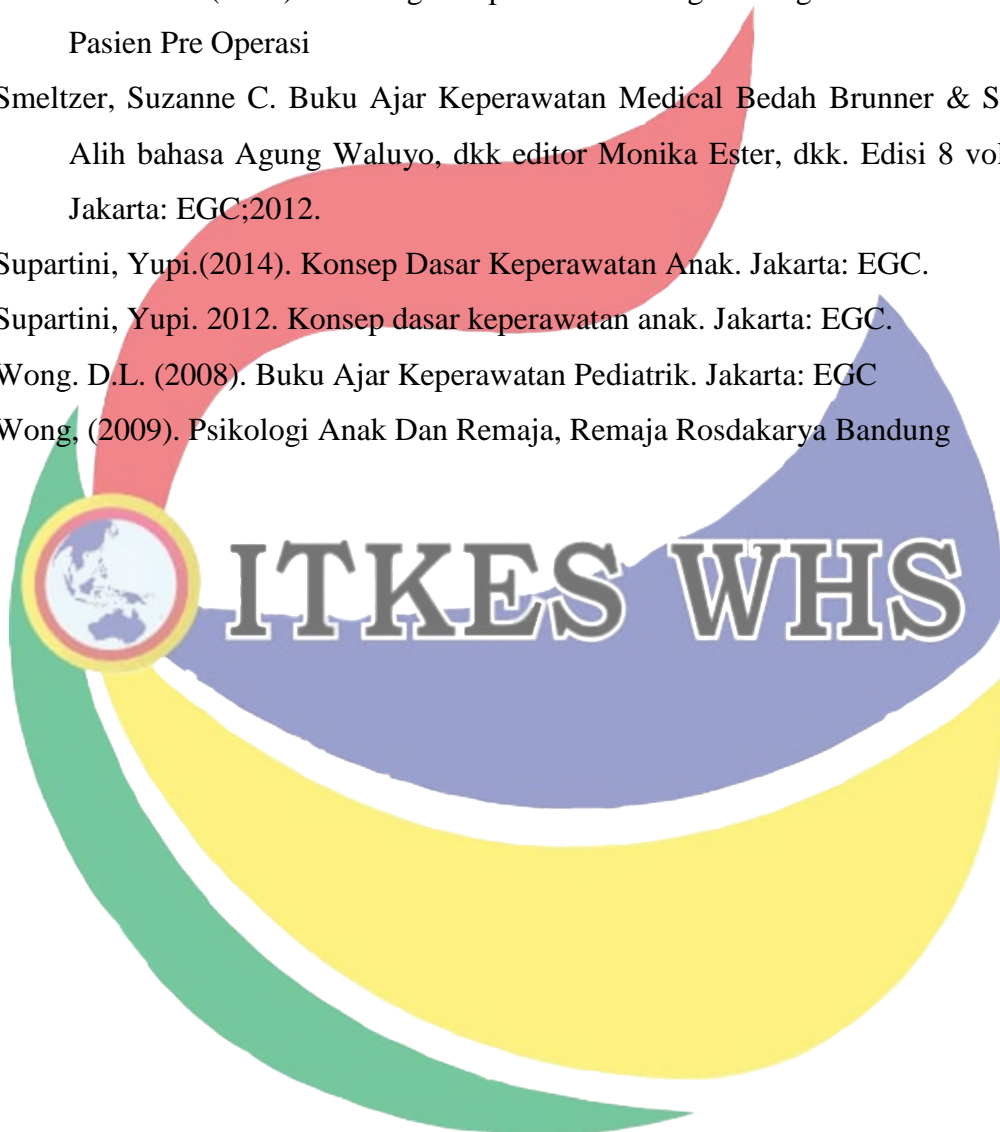 Pasien Pre Operasi
Smeltzer, Suzanne C. Buku Ajar Keperawatan Medical Bedah Brunner & S
Alih bahasa Agung Waluyo, dkk editor Monika Ester, dkk. Edisi 8 vol
Jakarta: EGC;2012.
Supartini, Yupi.(2014). Konsep Dasar Keperawatan Anak. Jakarta: EGC.
Supartini, Yupi. 2012. Konsep dasar keperawatan anak. Jakarta: EGC.
Wong. D.L. (2008). Buku Ajar Keperawatan Pediatrik. Jakarta: EGC
Wong, (2009). Psikologi Anak Dan Remaja, Remaja Rosdakarya Bandung
ITKES WHS